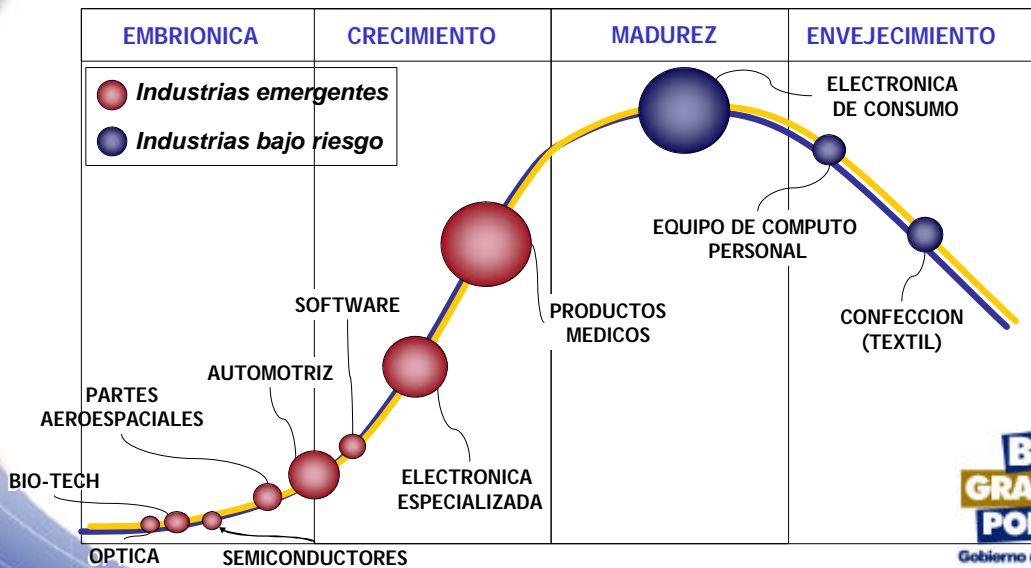 EMBRIONICA
CRECIMIENTO
MADUREZ
ENVEJECIMIENTO
Industrias emergentes
Industrias bajo riesgo
ELECTRONICA
DE CONSUMO
EQUIPO DE COMPUTO
PERSONAL
CONFECCION
(TEXTIL)
PRODUCTOS
MEDICOS
SOFTWARE
AUTOMOTRIZ
PARTES
AEROESPACIALES
ELECTRONICA
ESPECIALIZADA
BIO-TECH
OPTICA
SEMICONDUCTORES
Gobierno